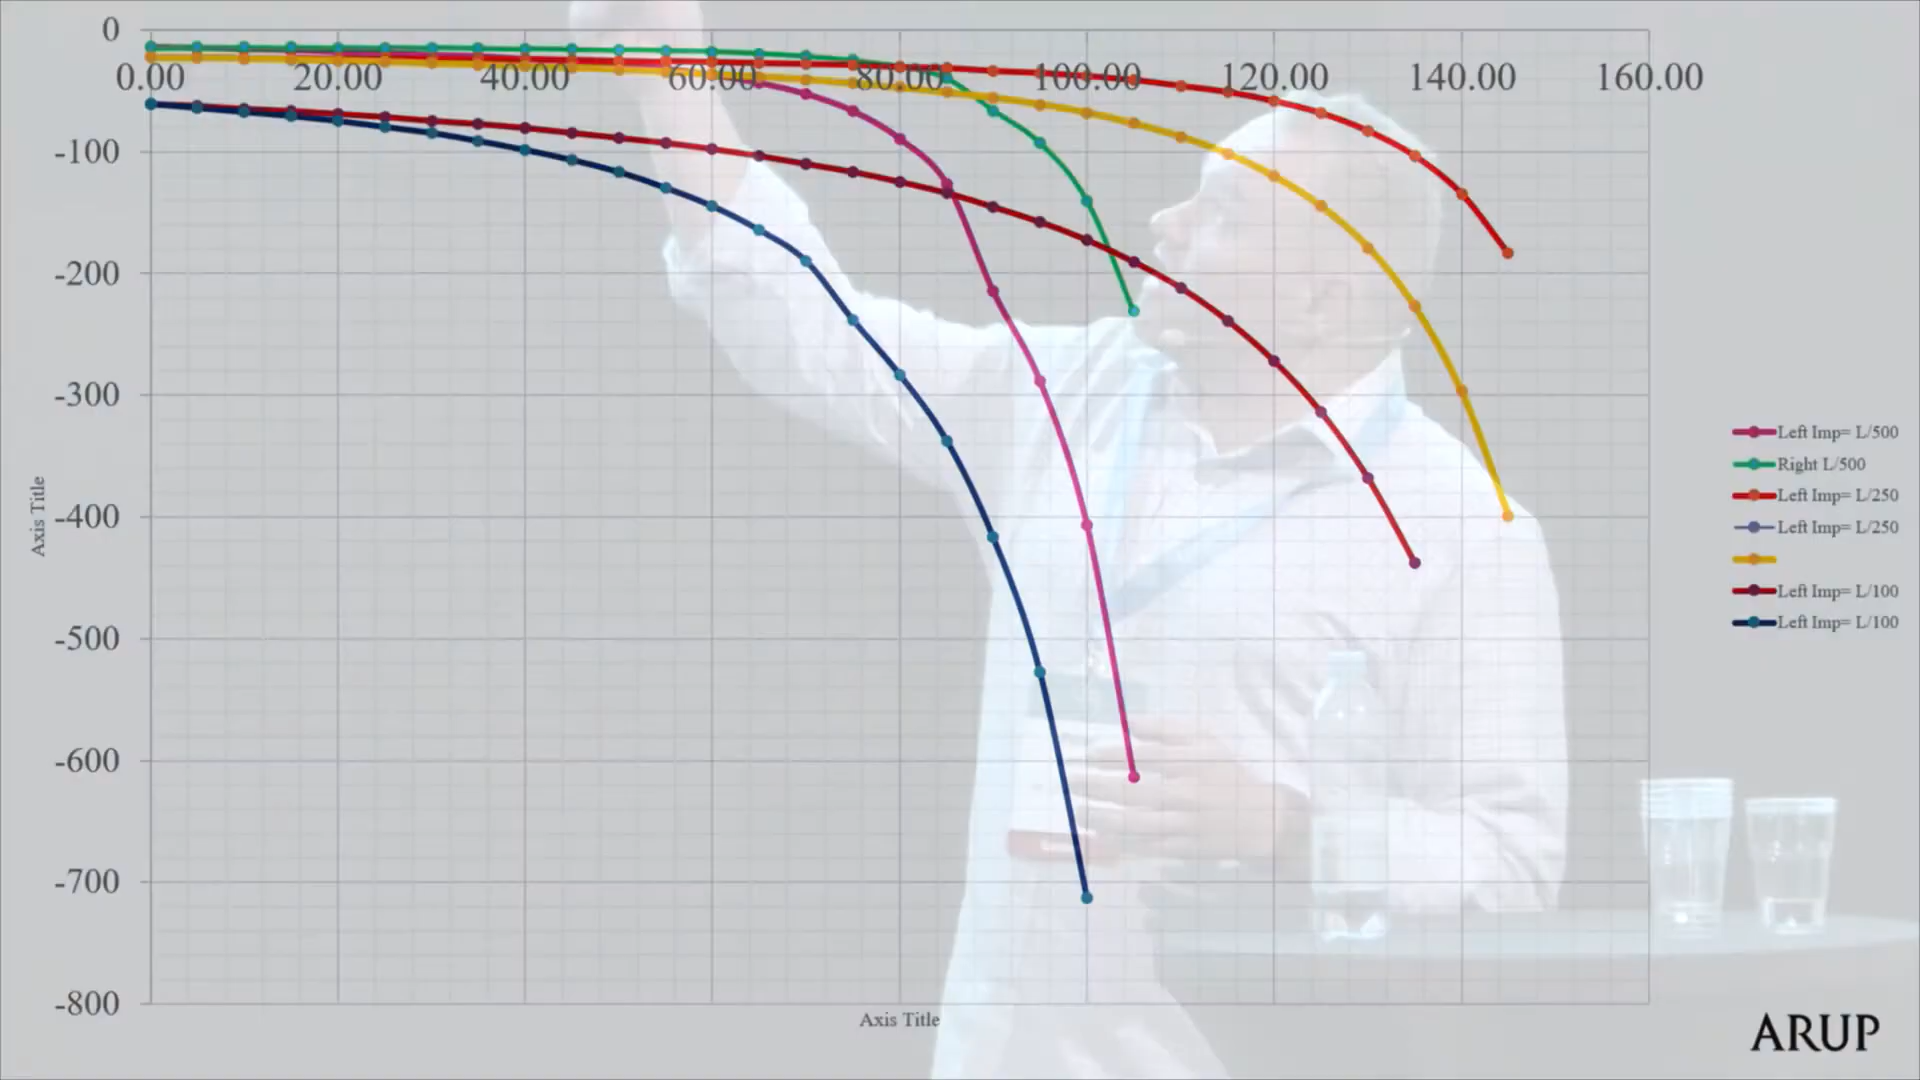 0
0.00 20.00 40.00 60.00 80.00 100.00 120.00 140.00 160.00
-100
-200
-300
-400
-500
-600
-700
-800
Axis Title
Axis Title
Left Imp= L/500
Right L/500
Left Imp= L/250
Left Imp= L/250
Left Imp= L/100
Left Imp= L/100
ARUP